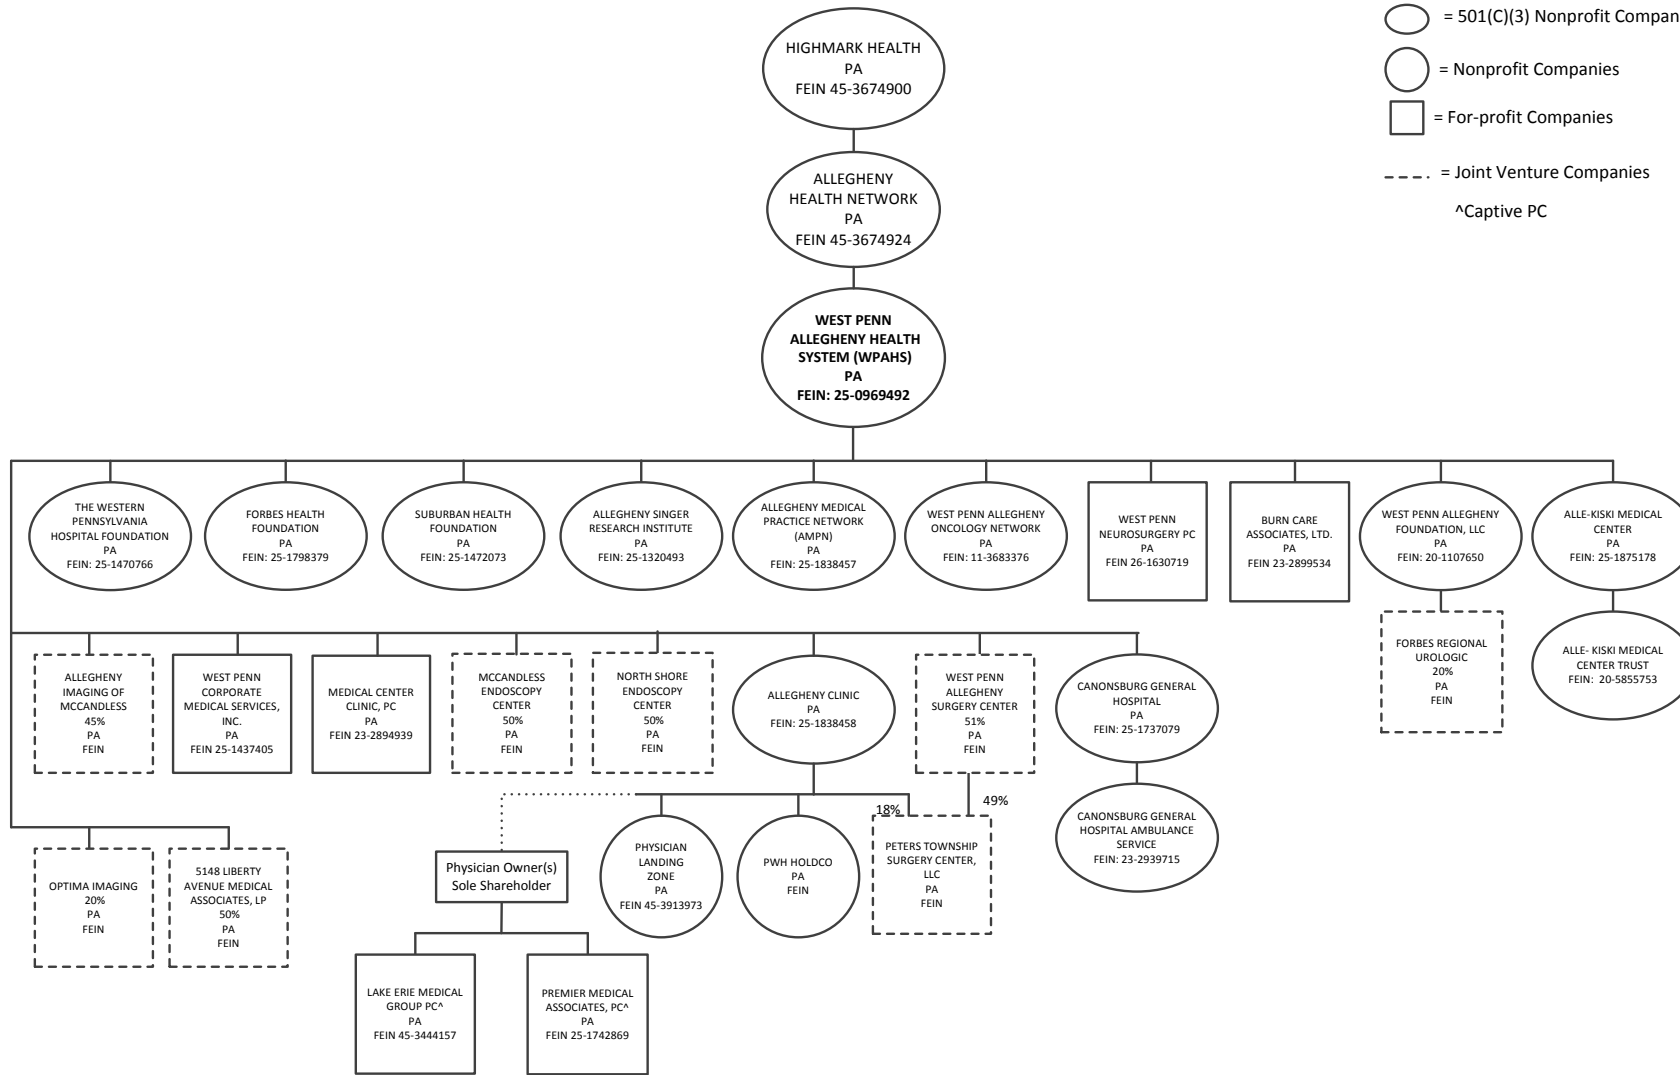 = 501(C)(3) Nonprofit Compan
= Nonprofit Companies
= For-profit Companies
= Joint Venture Companies
^Captive PC
HIGHMARK HEALTH
PA
FEIN 45-3674900
ALLEGHENY
HEALTH NETWORK
PA
FEIN 45-3674924
WEST PENN
ALLEGHENY HEALTH
SYSTEM (WPAHS)
PA
FEIN: 25-0969492
THE WESTERN
PENNSYLVANIA
HOSPITAL FOUNDATION
PA
FEIN: 25-1470766
FORBES HEALTH
FOUNDATION
PA
FEIN: 25-1798379
SUBURBAN HEALTH
FOUNDATION
PA
FEIN: 25-1472073
ALLEGHENY SINGER
RESEARCH INSTITUTE
PA
FEIN: 25-1320493
ALLEGHENY MEDICAL
PRACTICE NETWORK
(AMPN)
PA
FEIN: 25-1838457
WEST PENN ALLEGHENY
ONCOLOGY NETWORK
PA
FEIN: 11-3683376
WEST PENN
NEUROSURGERY PC
PA
FEIN 26-1630719
BURN CARE
ASSOCIATES, LTD.
PA
FEIN 23-2899534
WEST PENN ALLEGHENY
FOUNDATION, LLC
PA
FEIN: 20-1107650
ALLE-KISKI MEDICAL
CENTER
PA
FEIN: 25-1875178
ALLEGHENY
IMAGING OF
MCCANDLESS
45%
PA
FEIN
WEST PENN
CORPORATE
MEDICAL SERVICES,
INC.
PA
FEIN 25-1437405
MEDICAL CENTER
CLINIC, PC
PA
FEIN 23-2894939
MCCANDLESS
ENDOSCOPY
CENTER
50%
PA
FEIN
NORTH SHORE
ENDOSCOPY
CENTER
50%
PA
FEIN
ALLEGHENY CLINIC
PA
FEIN: 25-1838458
WEST PENN
ALLEGHENY
SURGERY CENTER
51%
PA
FEIN
CANONSBURG GENERAL
HOSPITAL
PA
FEIN: 25-1737079
FORBES REGIONAL
UROLOGIC
20%
PA
FEIN
ALLE- KISKI MEDICAL
CENTER TRUST
FEIN: 20-5855753
OPTIMA IMAGING
20%
PA
FEIN
5148 LIBERTY
AVENUE MEDICAL
ASSOCIATES, LP
50%
PA
FEIN
Physician Owner(s)
Sole Shareholder
PHYSICIAN
LANDING
ZONE
PA
FEIN 45-3913973
PWH HOLDCO
PA
FEIN
18%
49%
PETERS TOWNSHIP
SURGERY CENTER,
LLC
PA
FEIN
CANONSBURG GENERAL
HOSPITAL AMBULANCE
SERVICE
FEIN: 23-2939715
LAKE ERIE MEDICAL
GROUP PC^
PA
FEIN 45-3444157
PREMIER MEDICAL
ASSOCIATES, PC^
PA
FEIN 25-1742869